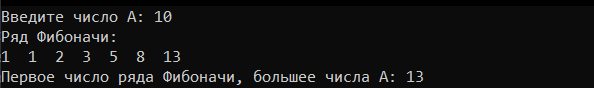 Введите число А: 10
Ряд Фибоначи:
1  1  2  3  5  8  13
Первое число ряда Фибоначи, большее числа А: 13